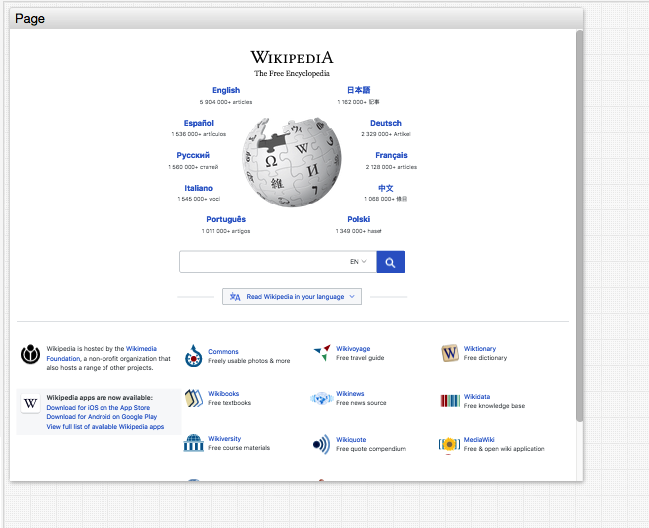 Page
WIKIPEDIA
The Free Encyclopedia
English
5 904 000+ articles
日本語
1 162 000+ 記事
Español
1 536 000+ artículos
Deutsch
2 329 000+ Artikel
Русский
1 560 000+ статей
Français
2 128 000+ articles
Italiano
1 545 000+ voci
中文
1 068 000+ 條目
Português
1 011 000+ artigos
Polski
1 349 000+ haseł
Ω W И 維 7
EN
Read Wikipedia in your language
Wikipedia is hosted by the Wikimedia
Foundation, a non-profit organization that
also hosts a range of other projects.
W
Wikipedia apps are now available:
Download for iOS on the App Store
Download for Android on Google Play
View full list of available Wikipedia apps
Commons
Freely usable photos & more
Wikivoyage
Free travel guide
W
Wiktionary
Free dictionary
Wikibooks
Free textbooks
Wikinews
Free news source
Wikidata
Free knowledge base
Wikiversity
Free course materials
Wikiquote
Free quote compendium
MediaWiki
Free & open wiki application